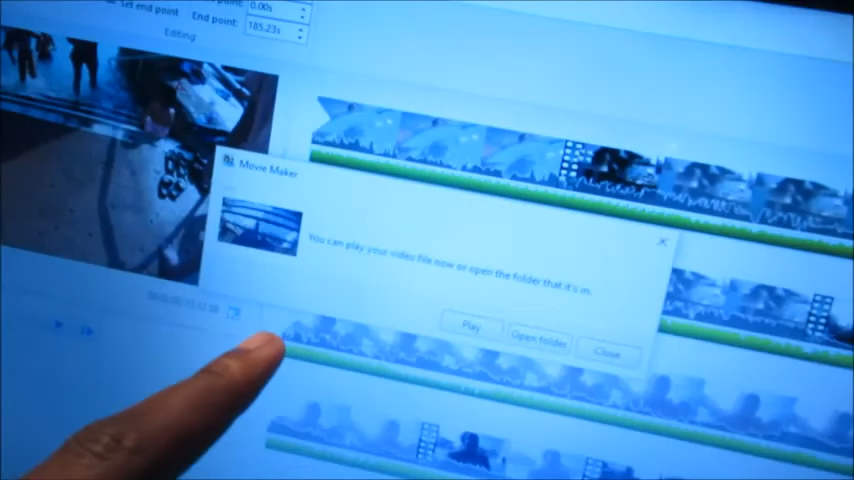 0.00s
Set end point
End point:
185.23s
Editing
Movie Maker
You can play your video file now or open the folder that it's in.
Play
Open folder
Close